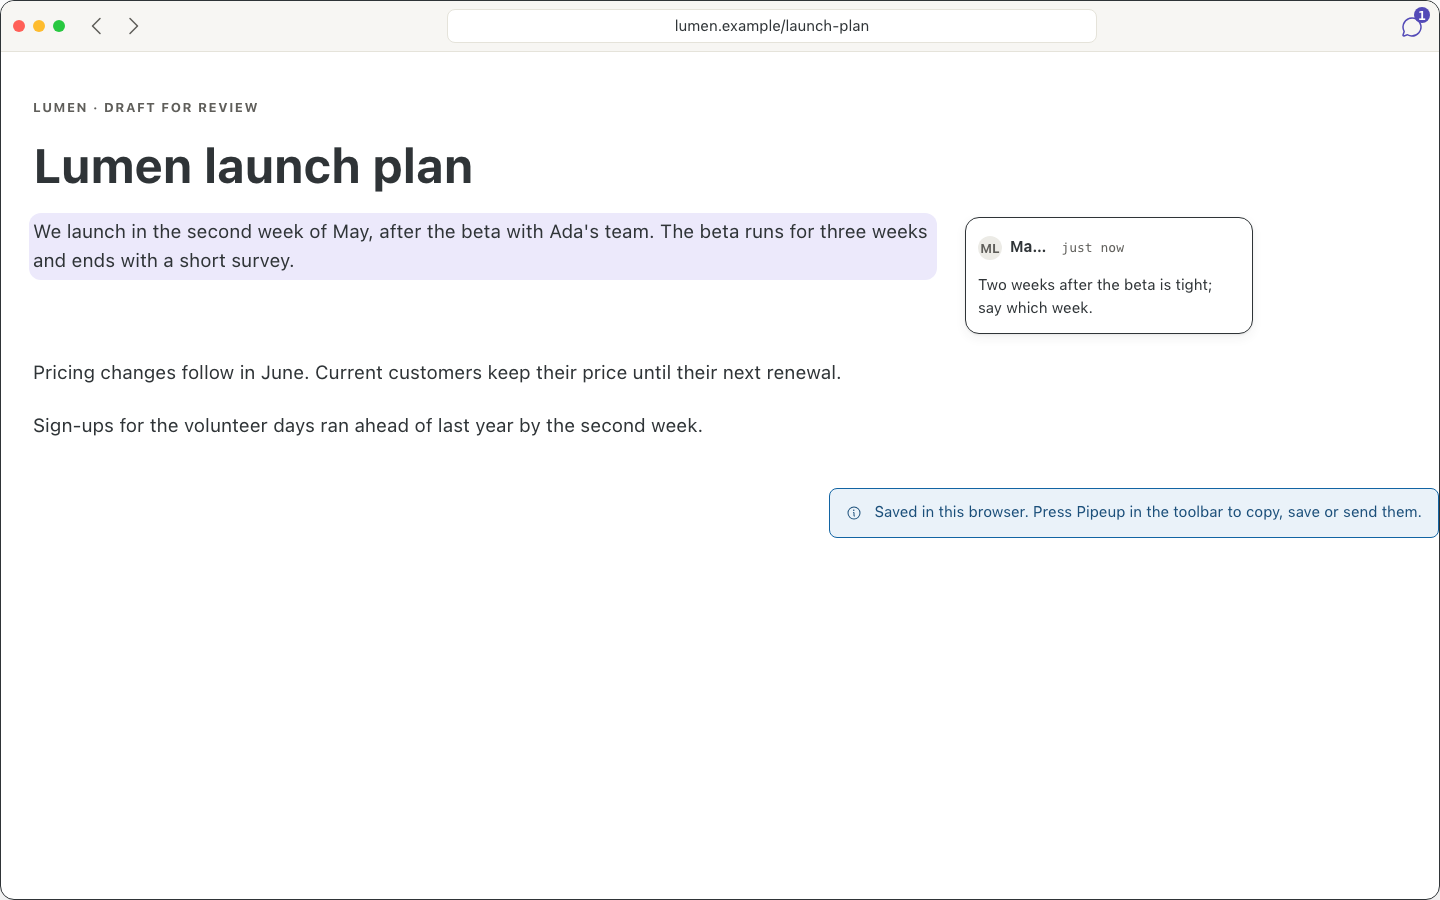 lumen.example/launch-plan
1
LUMEN · DRAFT FOR REVIEW
Lumen launch plan
We launch in the second week of May, after the beta with Ada's team. The beta runs for three weeks
and ends with a short survey.
ML Ma... just now
Two weeks after the beta is tight;
say which week.
Pricing changes follow in June. Current customers keep their price until their next renewal.
Sign-ups for the volunteer days ran ahead of last year by the second week.
Saved in this browser. Press Pipeup in the toolbar to copy, save or send them.